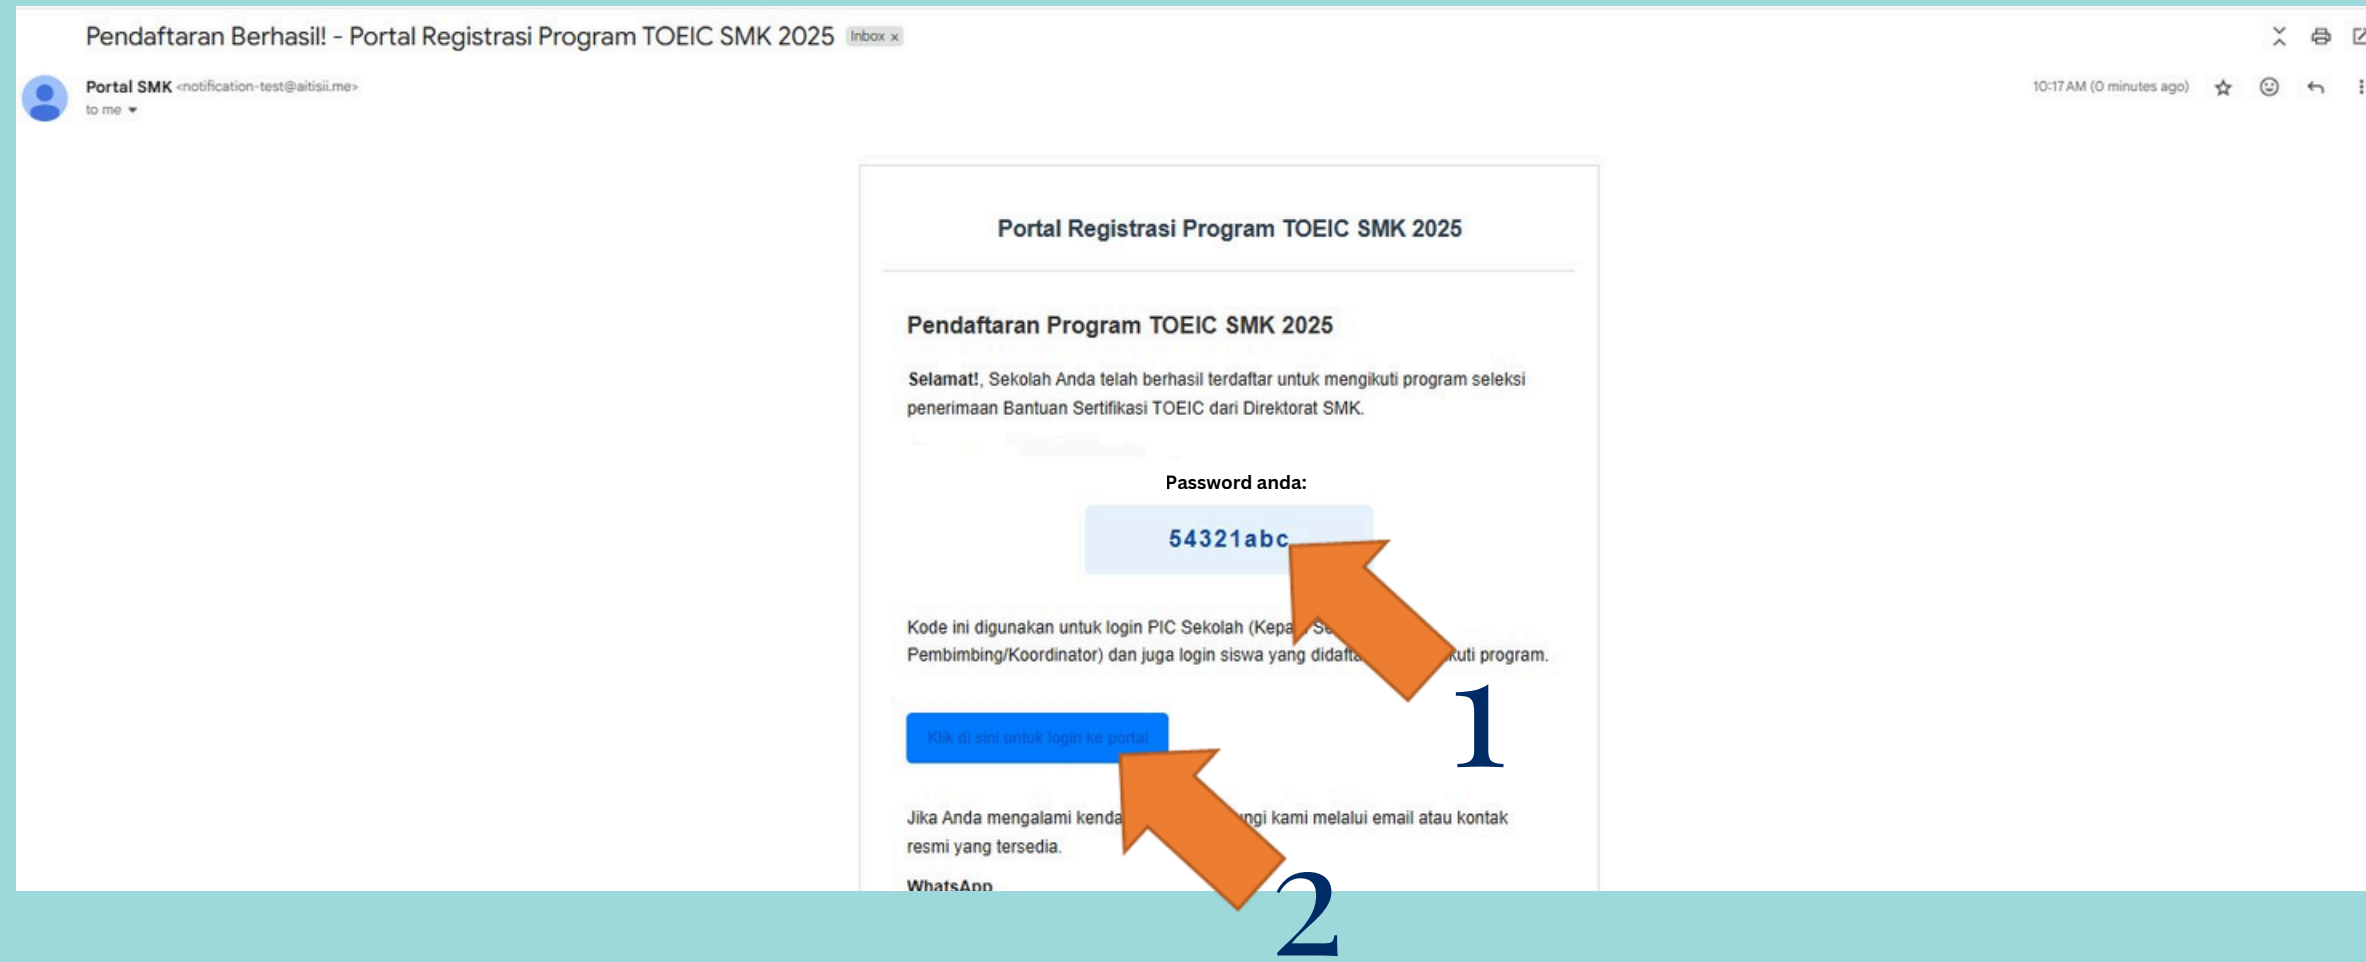 Pendaftaran Berhasil! - Portal Registrasi Program TOEIC SMK 2025 Inbox x
Portal SMK <notification-test@aitisii.me>
10:17 AM (0 minutes ago)
to me
Portal Registrasi Program TOEIC SMK 2025
Pendaftaran Program TOEIC SMK 2025
Selamat!, Sekolah Anda telah berhasil terdaftar untuk mengikuti program seleksi
penerimaan Bantuan Sertifikasi TOEIC dari Direktorat SMK.
Password anda:
54321abc
Kode ini digunakan untuk login PIC Sekolah (Kepa Se
Pembimbing/Koordinator) dan juga login siswa yang didafta kuti program.
1
Klik di sini untuk login ke portal
Jika Anda mengalami kenda ngi kami melalui email atau kontak
resmi yang tersedia.
WhatsApp
2